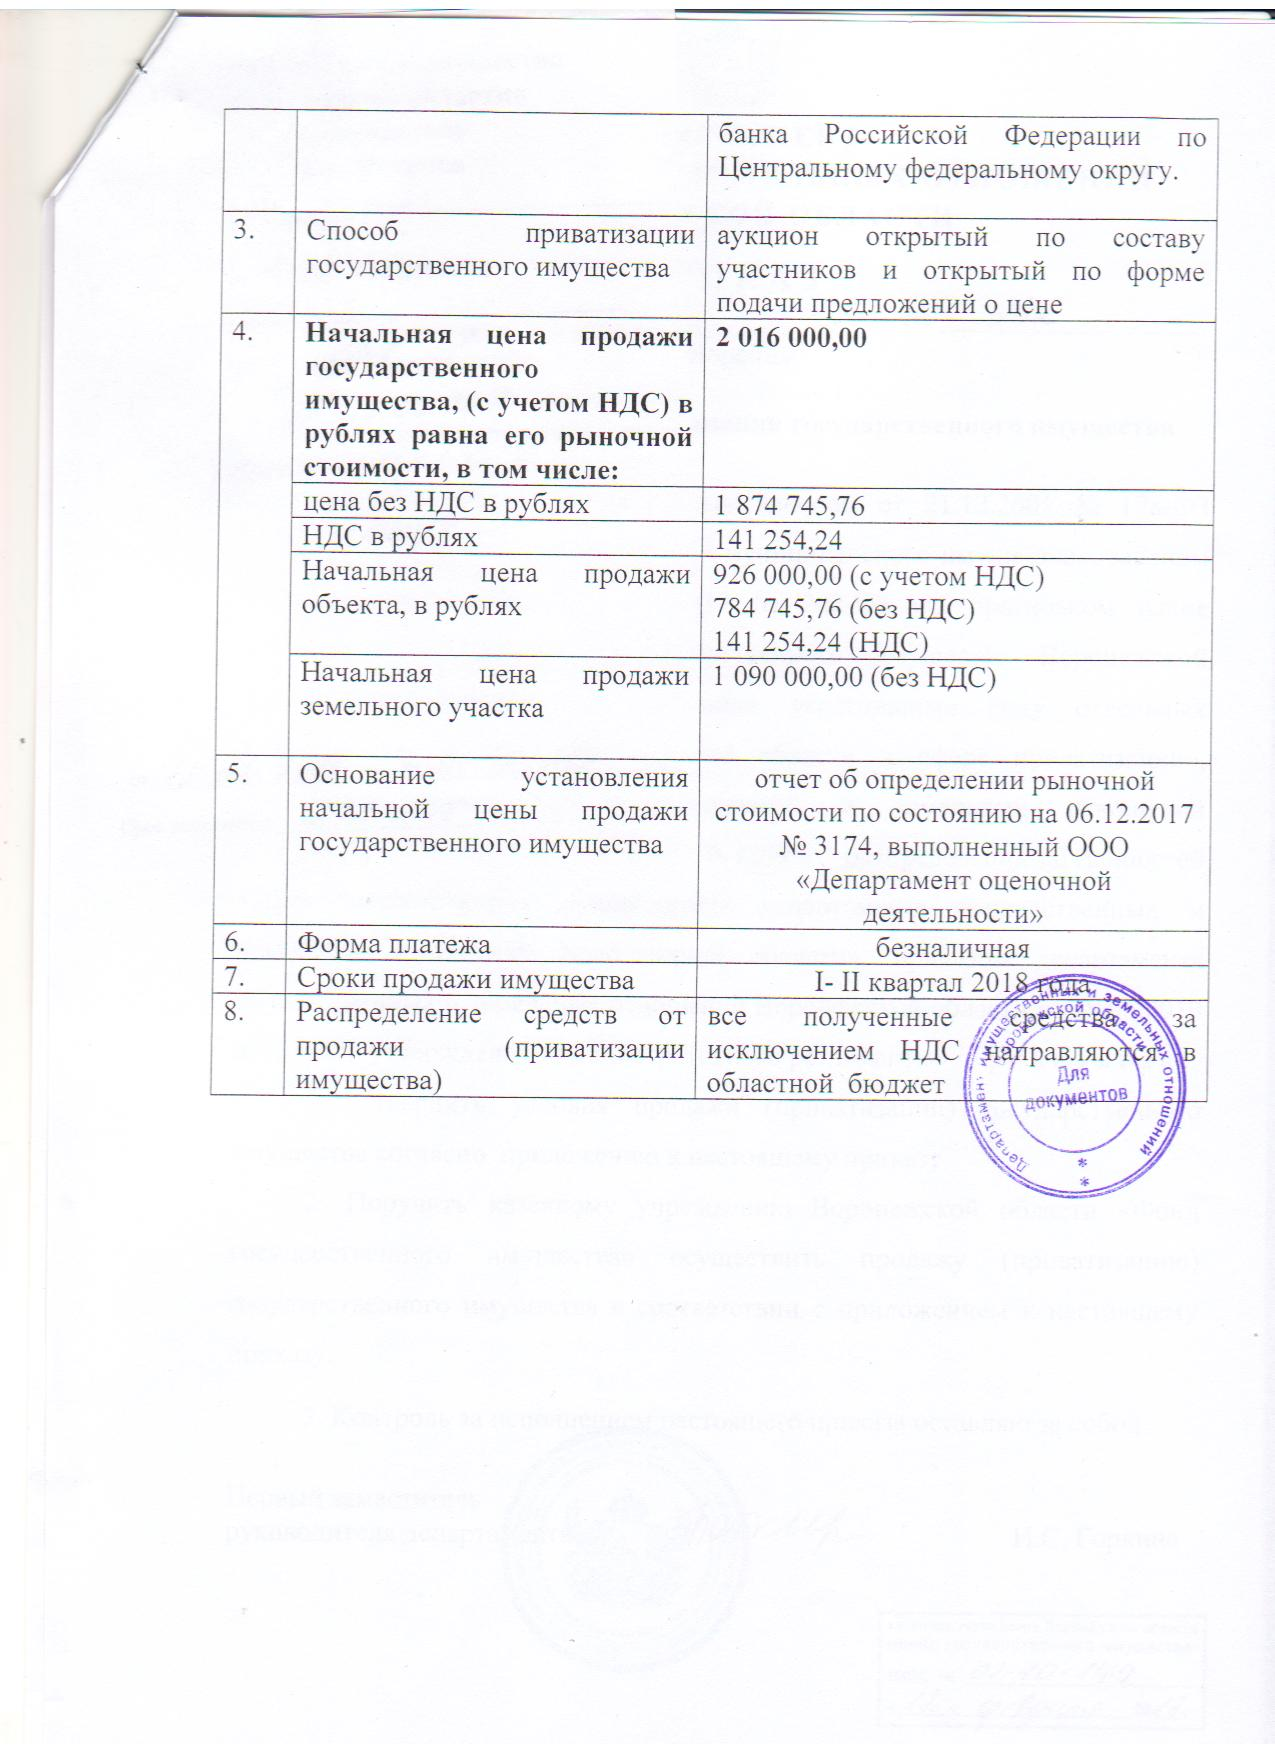 банка Российской Федерации по
Центральному федеральному округу.
3.
Способ приватизации
государственного имущества
аукцион открытый по составу
участников и открытый по форме
подачи предложений о цене
4.
Начальная цена продажи
государственного
имущества, (с учетом НДС) в
рублях равна его рыночной
стоимости, в том числе:
2 016 000,00
цена без НДС в рублях
1 874 745,76
НДС в рублях
141 254,24
Начальная цена продажи
объекта, в рублях
926 000,00 (с учетом НДС)
784 745,76 (без НДС)
141 254,24 (НДС)
Начальная цена продажи
земельного участка
1 090 000,00 (без НДС)
5.
Основание установления
начальной цены продажи
государственного имущества
отчет об определении рыночной
стоимости по состоянию на 06.12.2017
№ 3174, выполненный ООО
«Департамент оценочной
деятельности»
6.
Форма платежа
безналичная
7.
Сроки продажи имущества
I- II квартал 2018 года
8.
Распределение средств от
продажи (приватизации
имущества)
все полученные средства за
исключением НДС направляются в
областной бюджет
Департамент имущественных и земельных отношений
Воронежской области
Для
документов